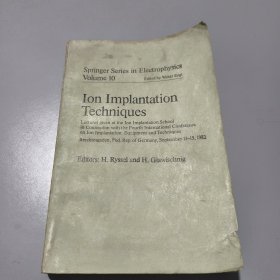 Springer Series in Electrophysics
Volume 10
Edited by Walter Engl
Ion Implantation
Techniques
Lectures given at the Ion Implantation School
in Connection with the Fourth International Conference
on Ion Implantation: Equipment and Techniques
Berchtesgaden, Fed. Rep. of Germany, September 13–15, 1982
Editors: H. Ryssel and H. Glawischnig